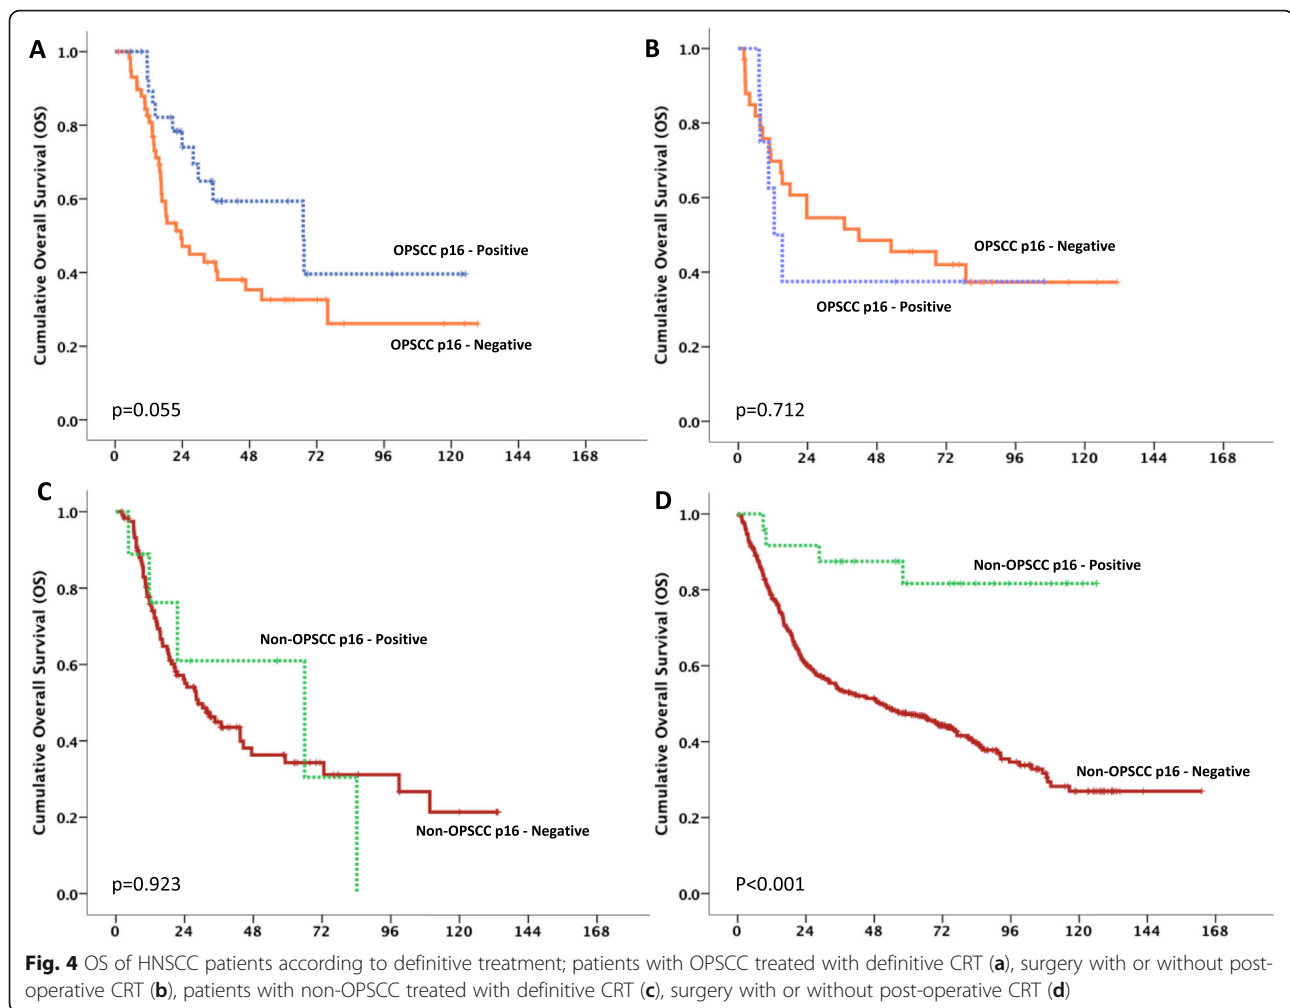 A
Cumulative Overall Survival (OS)
1.0
0.8
0.6
0.4
0.2
0.0
OPSCC p16 - Positive
OPSCC p16 - Negative
p=0.055
0 24 48 72 96 120 144 168
B
Cumulative Overall Survival (OS)
1.0
0.8
0.6
0.4
0.2
0.0
OPSCC p16 - Negative
OPSCC p16 - Positive
p=0.712
0 24 48 72 96 120 144 168
C
Cumulative Overall Survival (OS)
1.0
0.8
0.6
0.4
0.2
0.0
Non-OPSCC p16 - Positive
Non-OPSCC p16 - Negative
p=0.923
0 24 48 72 96 120 144 168
D
Cumulative Overall Survival (OS)
1.0
0.8
0.6
0.4
0.2
0.0
Non-OPSCC p16 - Positive
Non-OPSCC p16 - Negative
P<0.001
0 24 48 72 96 120 144 168
Fig. 4 OS of HNSCC patients according to definitive treatment; patients with OPSCC treated with definitive CRT (a), surgery with or without post-
operative CRT (b), patients with non-OPSCC treated with definitive CRT (c), surgery with or without post-operative CRT (d)